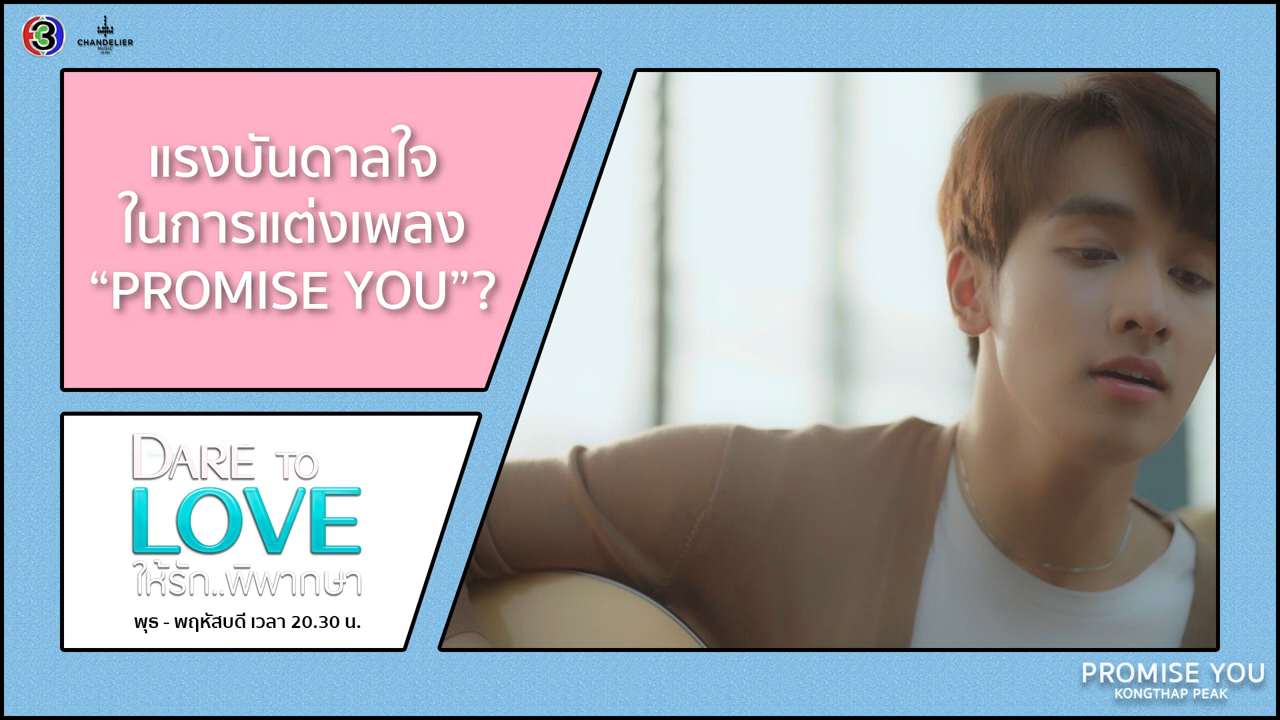 3
CHANDELIER
MUSIC
แรงบันดาลใจ
ในการแต่งเพลง
“PROMISE YOU”?
DARE TO
LOVE
ให้รัก..พิพากษา
พุธ - พฤหัสบดี เวลา 20.30 น.
PROMISE YOU
KONGTHAP PEAK